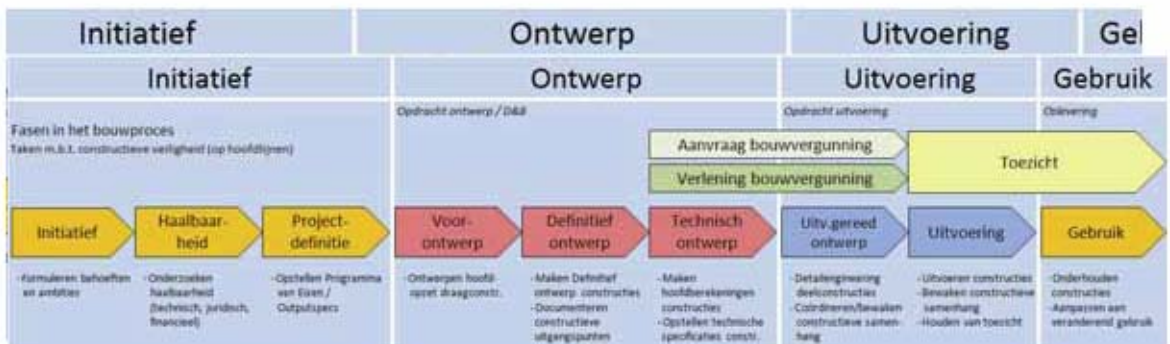 Initiatief Ontwerp Uitvoering Gel
Initiatief Ontwerp Uitvoering Gebruik
Opdracht ontwerp / D&B Opdracht uitvoering Oplevering
Fasen in het bouwproces
Taken m.b.t. constructieve veiligheid (op hoofdlijnen)
Aanvraag bouwvergunning
Verlening bouwvergunning
Toezicht
Initiatief
Haalbaar-
heid
Project-
definitie
Voor-
ontwerp
Definitief
ontwerp
Technisch
ontwerp
Uitv.gereed
ontwerp
Uitvoering
Gebruik
-Formuleren behoeften
en ambities
-Onderzoeken
haalbaarheid
(technisch, juridisch,
financieel)
-Opstellen Programma
van Eisen /
Outputspecs
-Ontwerpen hoofd-
opzet draagconstr.
-Maken Definitief
ontwerp constructies
-Documenteren
constructieve
uitgangspunten
-Maken
hoofdberekeningen
constructies
-Opstellen technische
specificaties constr.
-Detailengineering
deelconstructies
-Coördineren/bewaken
constructieve samen-
hang
-Uitvoeren constructies
-Bewaken constructieve
samenhang
-Houden van toezicht
-Onderhouden
constructies
-Aanpassen aan
veranderend gebruik